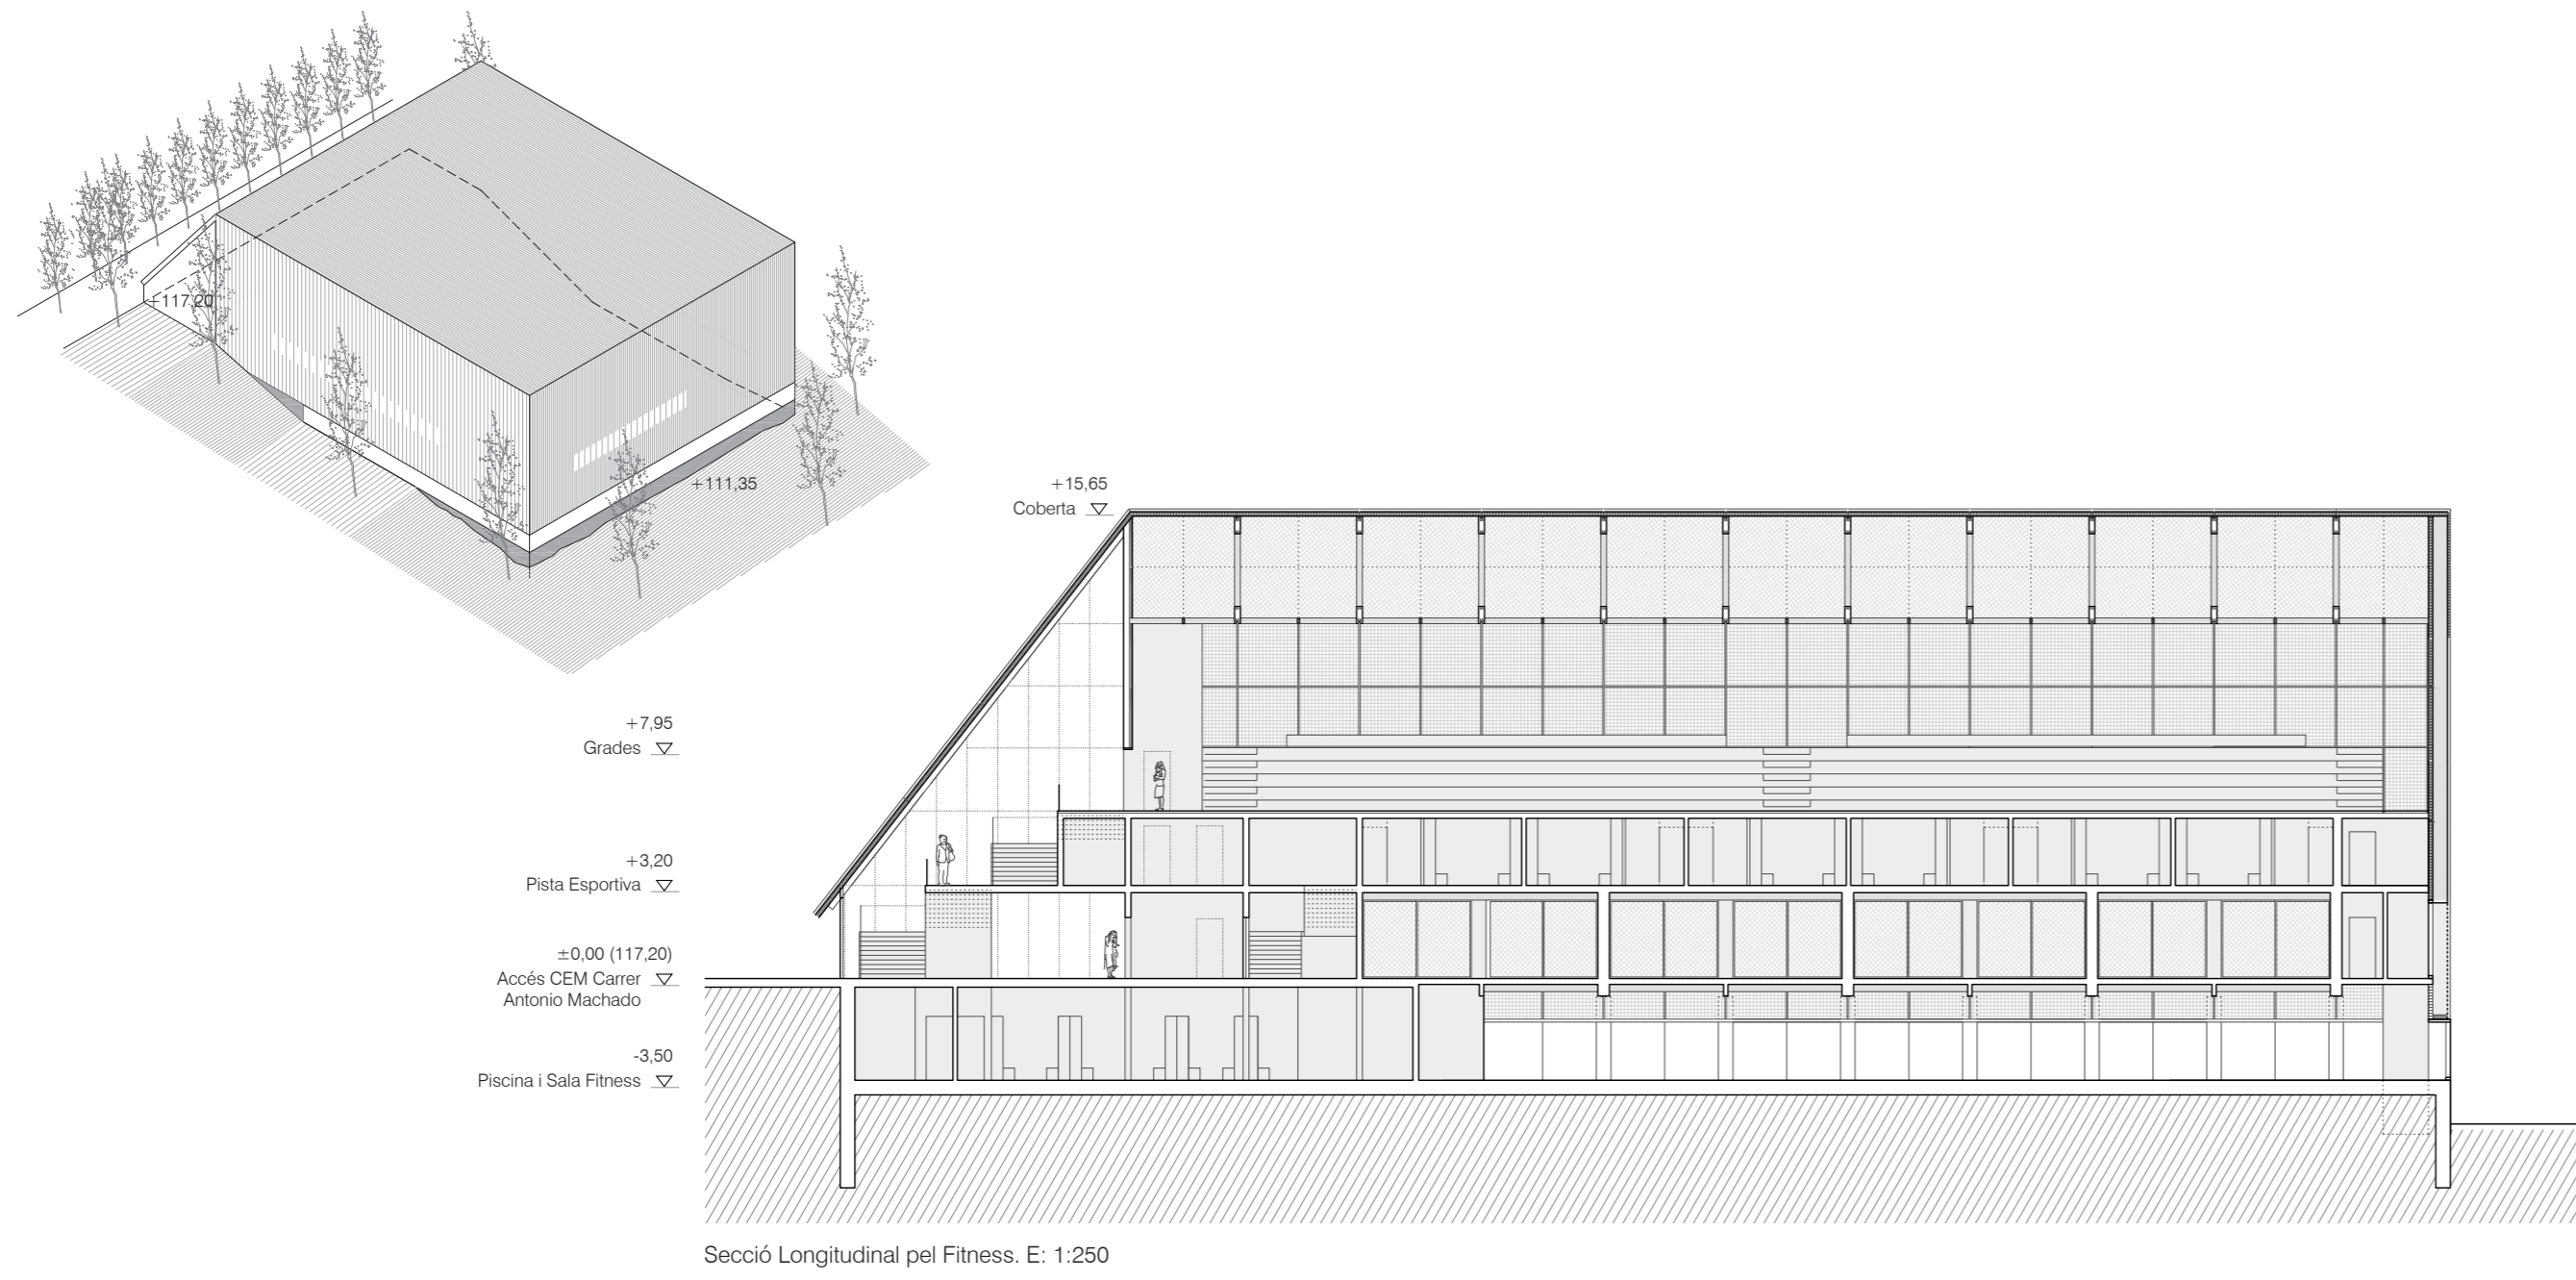 +117,20
+111,35
+15,65
Coberta
+7,95
Grades
+3,20
Pista Esportiva
±0,00 (117,20)
Accés CEM Carrer
Antonio Machado
-3,50
Piscina i Sala Fitness
Secció Longitudinal pel Fitness. E: 1:250